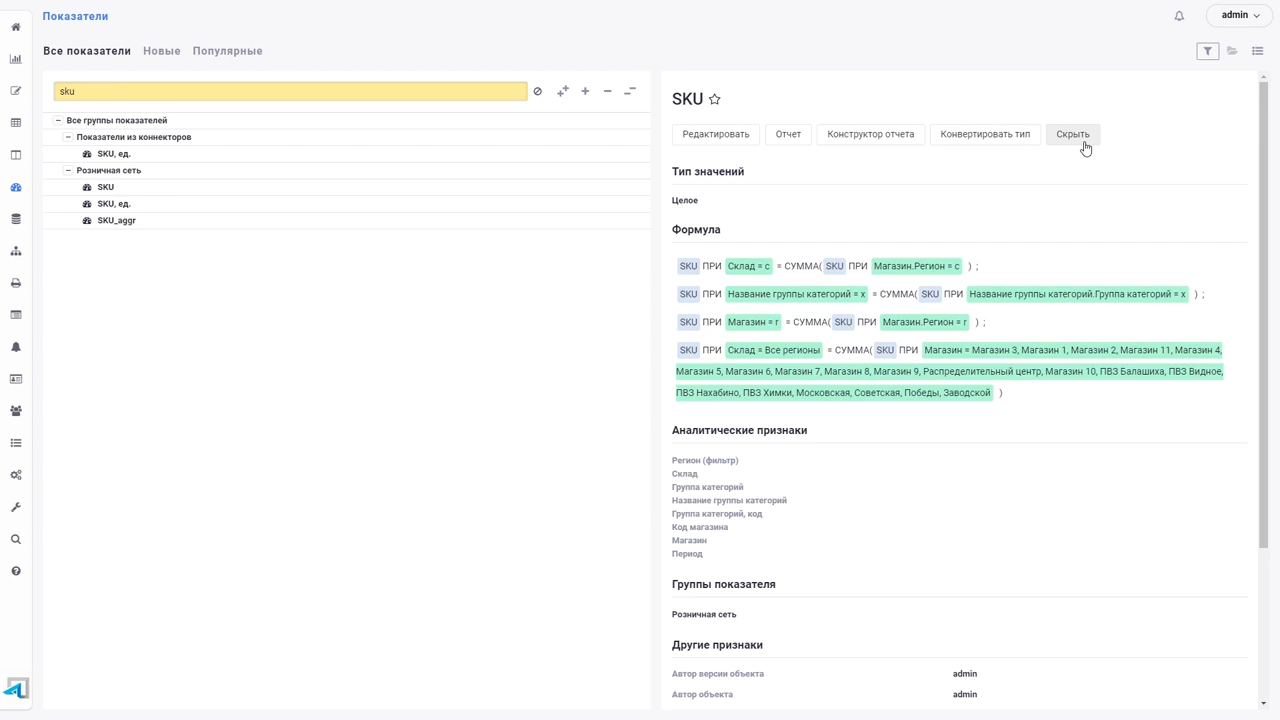 Показатели
admin
Все показатели Новые Популярные
sku
Все группы показателей
Показатели из коннекторов
SKU, ед.
Розничная сеть
SKU
SKU, ед.
SKU_aggr
SKU
Редактировать Отчет Конструктор отчета Конвертировать тип Скрыть
Тип значений
Целое
Формула
SKU ПРИ Склад = с = СУММА( SKU ПРИ Магазин.Регион = с ) ;
SKU ПРИ Название группы категорий = x = СУММА( SKU ПРИ Название группы категорий.Группа категорий = x ) ;
SKU ПРИ Магазин = r = СУММА( SKU ПРИ Магазин.Регион = r ) ;
SKU ПРИ Склад = Все регионы = СУММА( SKU ПРИ Магазин = Магазин 3, Магазин 1, Магазин 2, Магазин 11, Магазин 4,
Магазин 5, Магазин 6, Магазин 7, Магазин 8, Магазин 9, Распределительный центр, Магазин 10, ПВЗ Балашиха, ПВЗ Видное,
ПВЗ Нахабино, ПВЗ Химки, Московская, Советская, Победы, Заводской )
Аналитические признаки
Регион (фильтр)
Склад
Группа категорий
Название группы категорий
Группа категорий, код
Код магазина
Магазин
Период
Группы показателя
Розничная сеть
Другие признаки
Автор версии объекта admin
Автор объекта admin